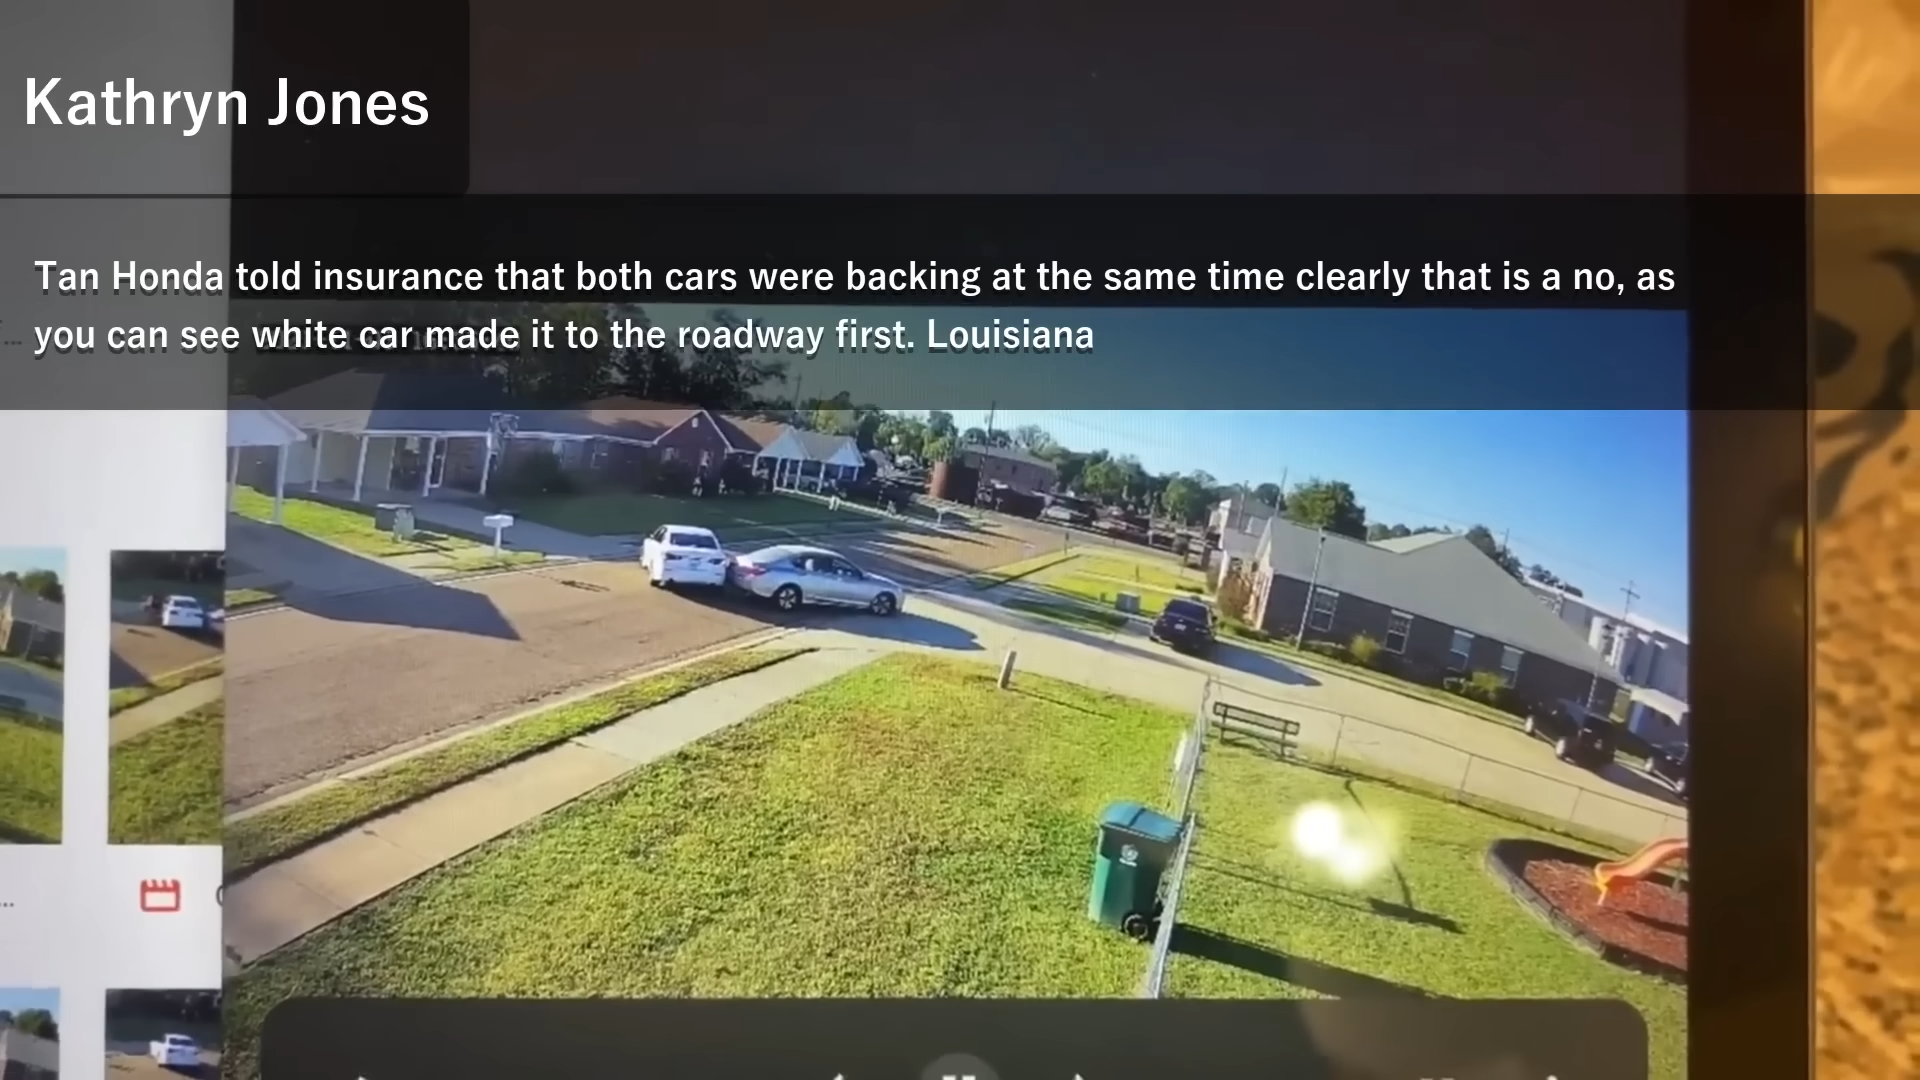 Kathryn Jones
Tan Honda told insurance that both cars were backing at the same time clearly that is a no, as
you can see white car made it to the roadway first. Louisiana